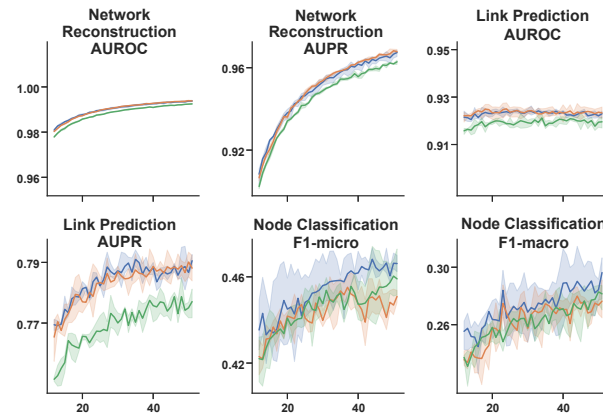 Network
Reconstruction
AUROC
1.00
0.98
0.96
Network
Reconstruction
AUPR
0.96
0.92
Link Prediction
AUROC
0.95
0.93
0.91
Link Prediction
AUPR
0.79
0.77
20 40
Node Classification
F1-micro
0.46
0.42
20 40
Node Classification
F1-macro
0.30
0.26
20 40